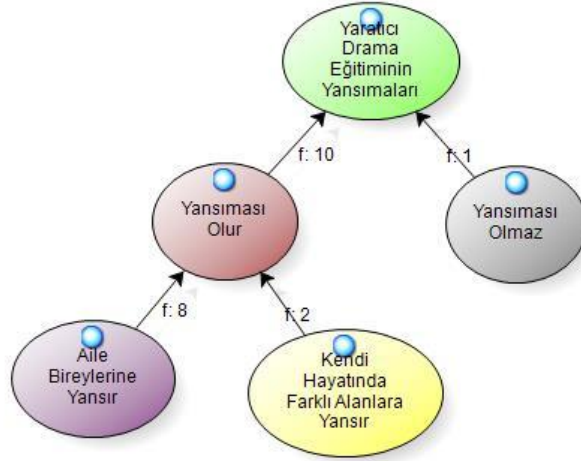 Yaratıcı
Drama
Eğitiminin
Yansımaları
f: 10
f: 1
Yansıması
Olur
Yansıması
Olmaz
f: 8
f: 2
Aile
Bireylerine
Yansır
Kendi
Hayatında
Farklı Alanlara
Yansır